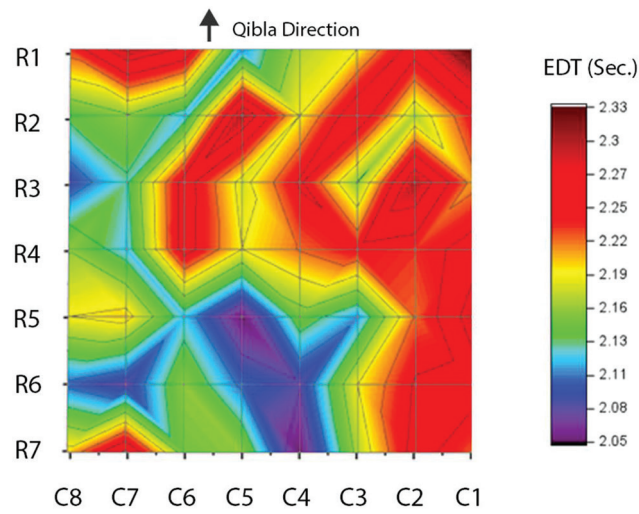 Qibla Direction
EDT (Sec.)
R1
R2
R3
R4
R5
R6
R7
C8 C7 C6 C5 C4 C3 C2 C1
2.33
2.27
2.25
2.22
2.19
2.16
2.13
2.11
2.08
2.05